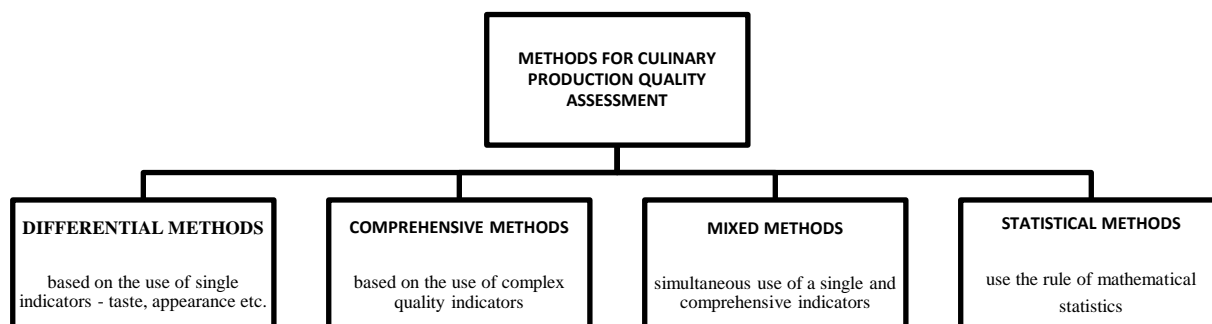 METHODS FOR CULINARY
PRODUCTION QUALITY
ASSESSMENT
DIFFERENTIAL METHODS
based on the use of single
indicators - taste, appearance etc.
COMPREHENSIVE METHODS
based on the use of complex
quality indicators
MIXED METHODS
simultaneous use of a single and
comprehensive indicators
STATISTICAL METHODS
use the rule of mathematical
statistics